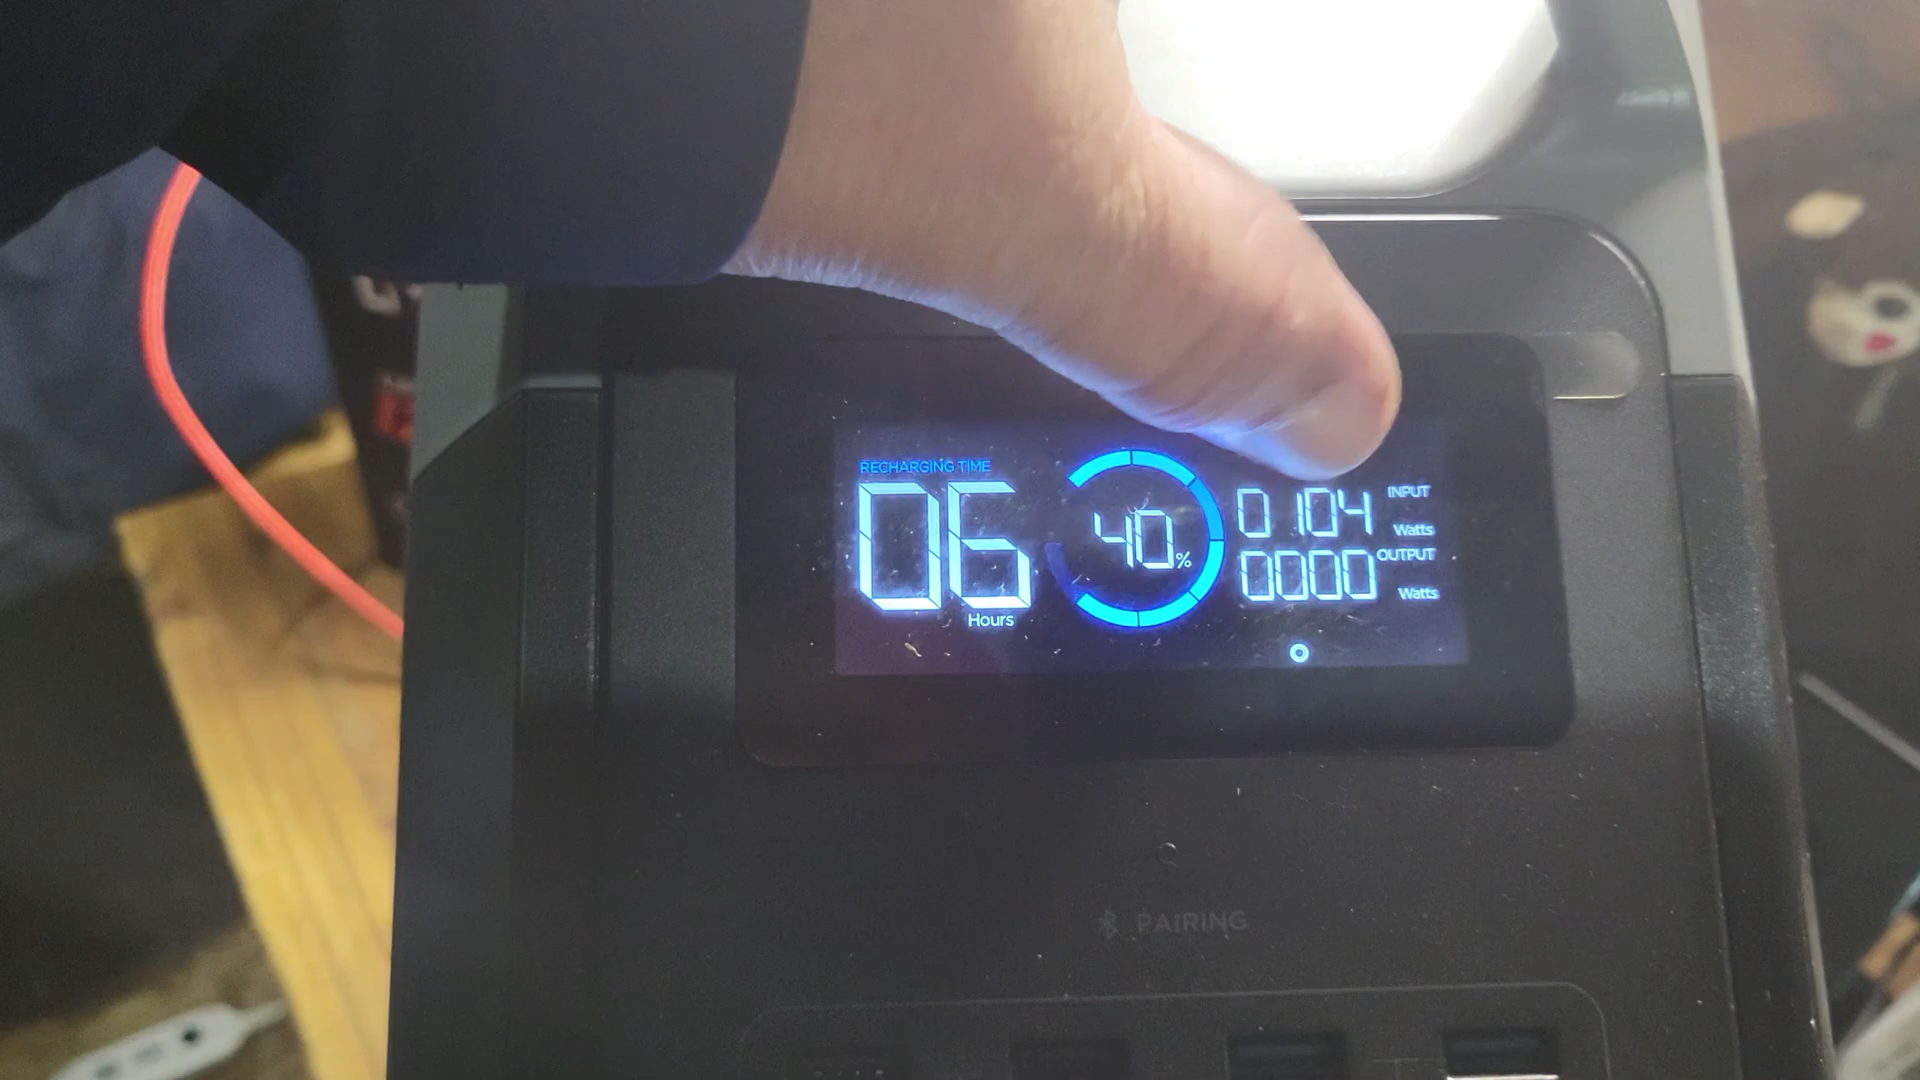 RECHARGING TIME
06
Hours
40%
0104 INPUT
Watts
0000 OUTPUT
Watts
PAIRING